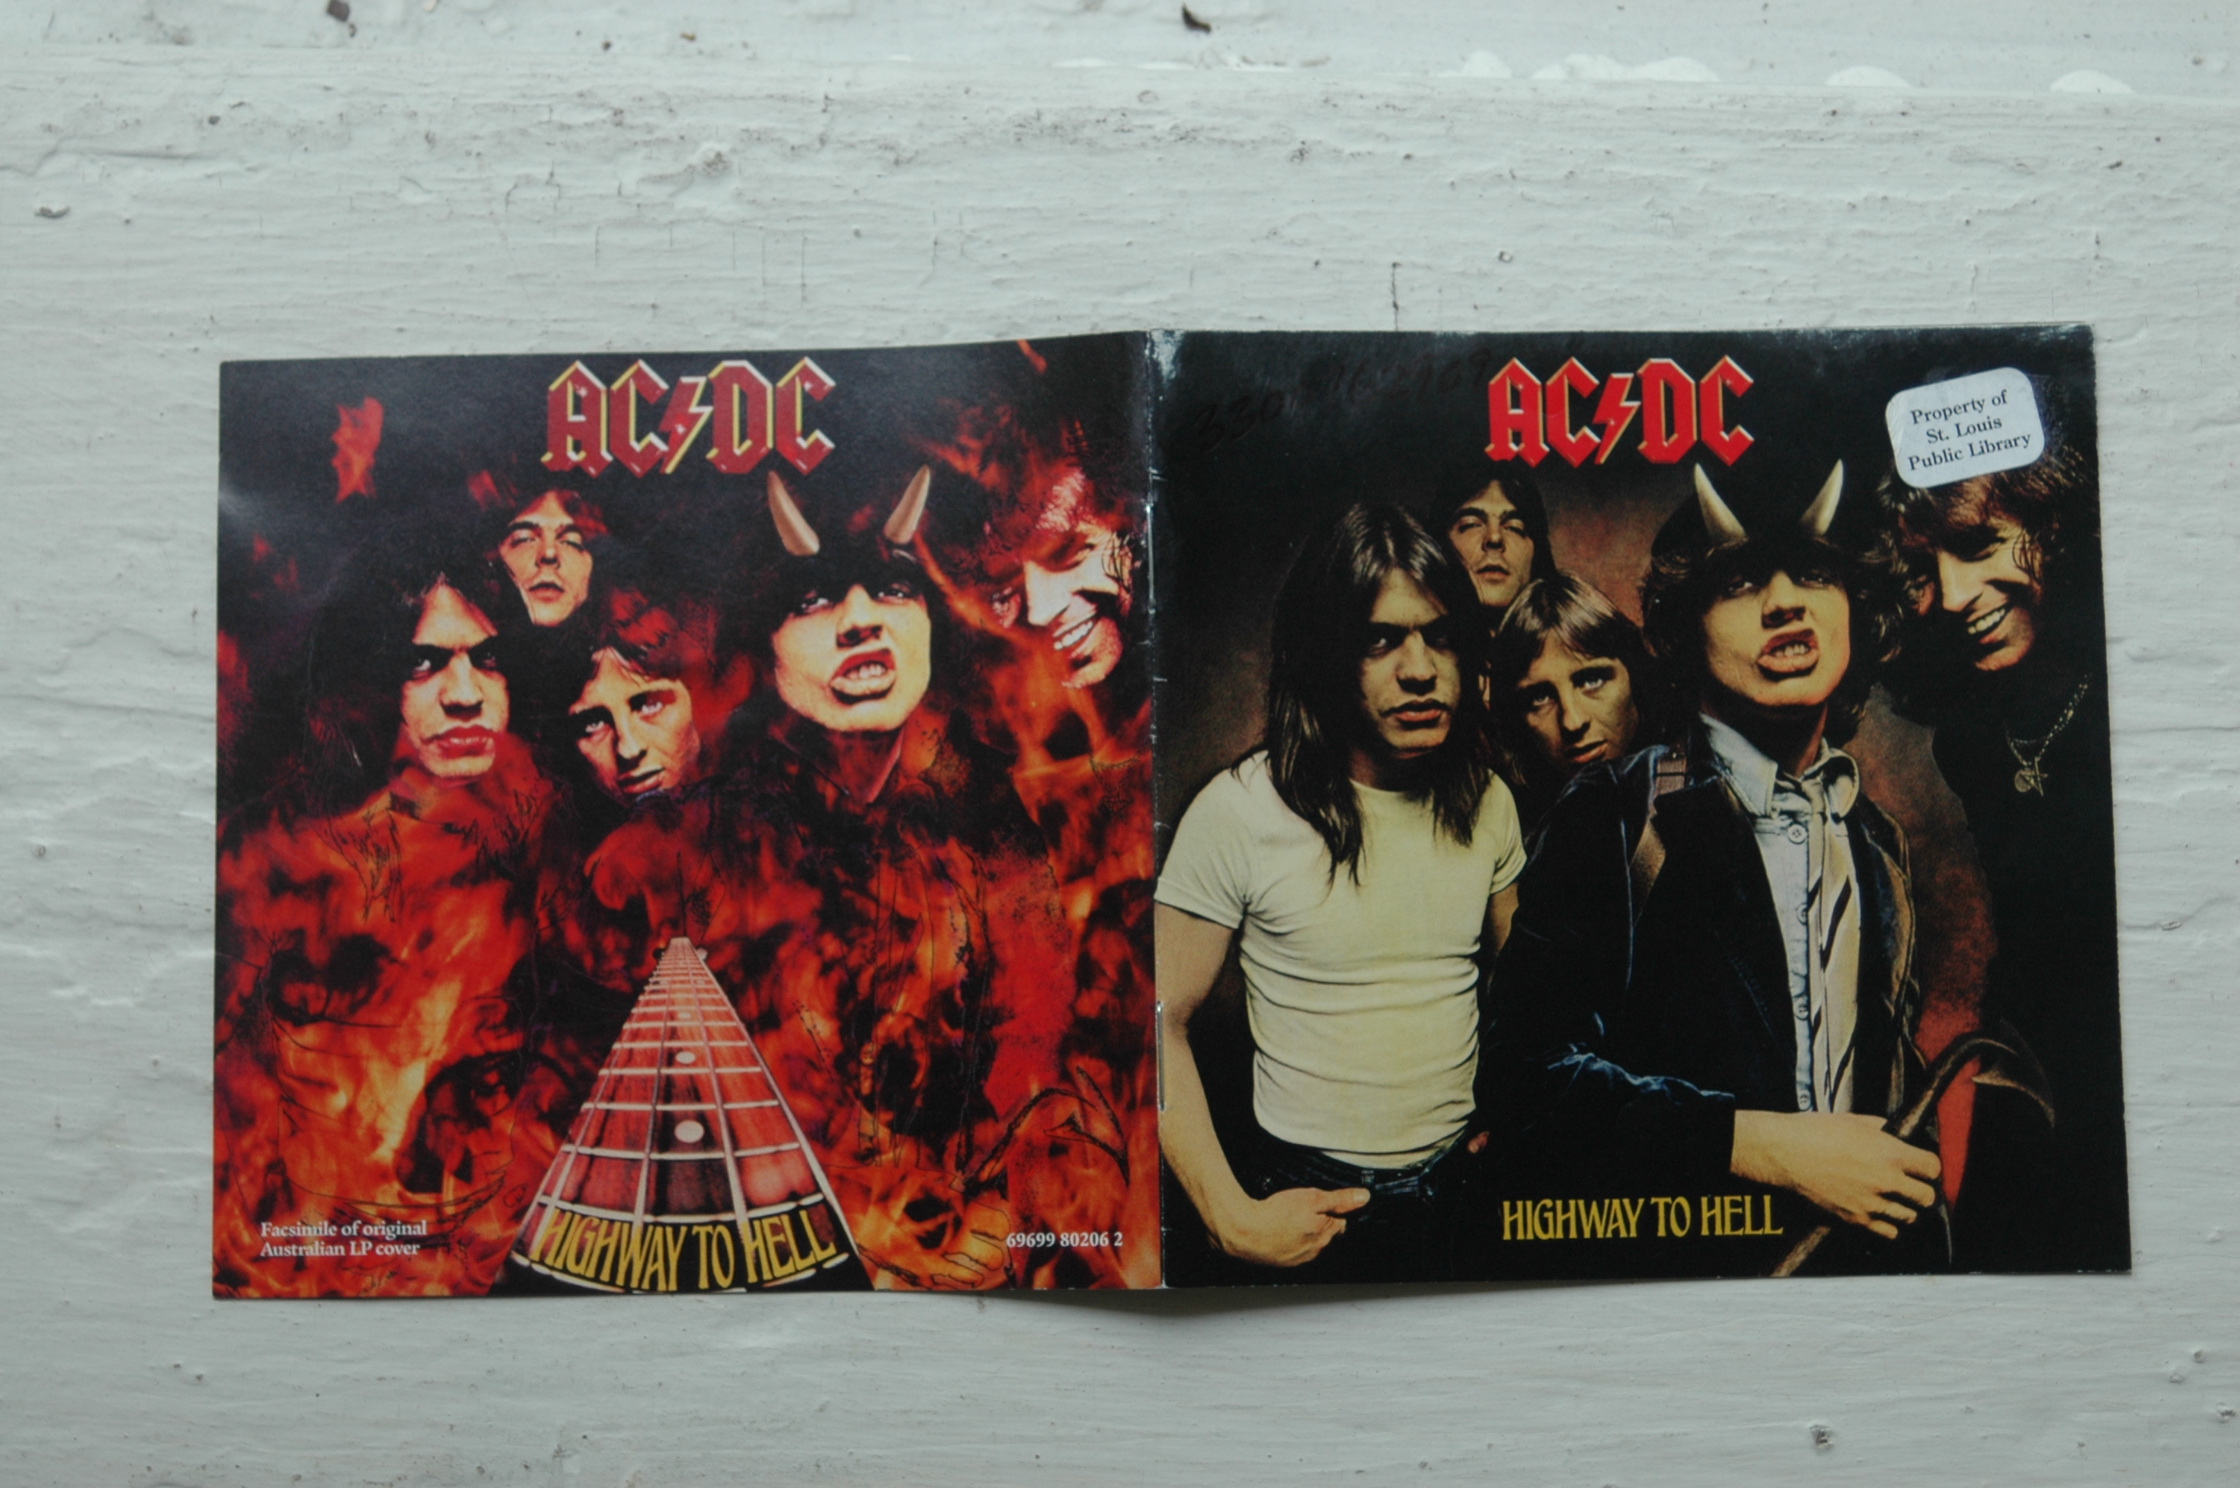 AC/DC
HIGHWAY TO HELL
Facsimile of original
Australian LP cover
69699 80206 2
AC/DC
Property of
St. Louis
Public Library
HIGHWAY TO HELL